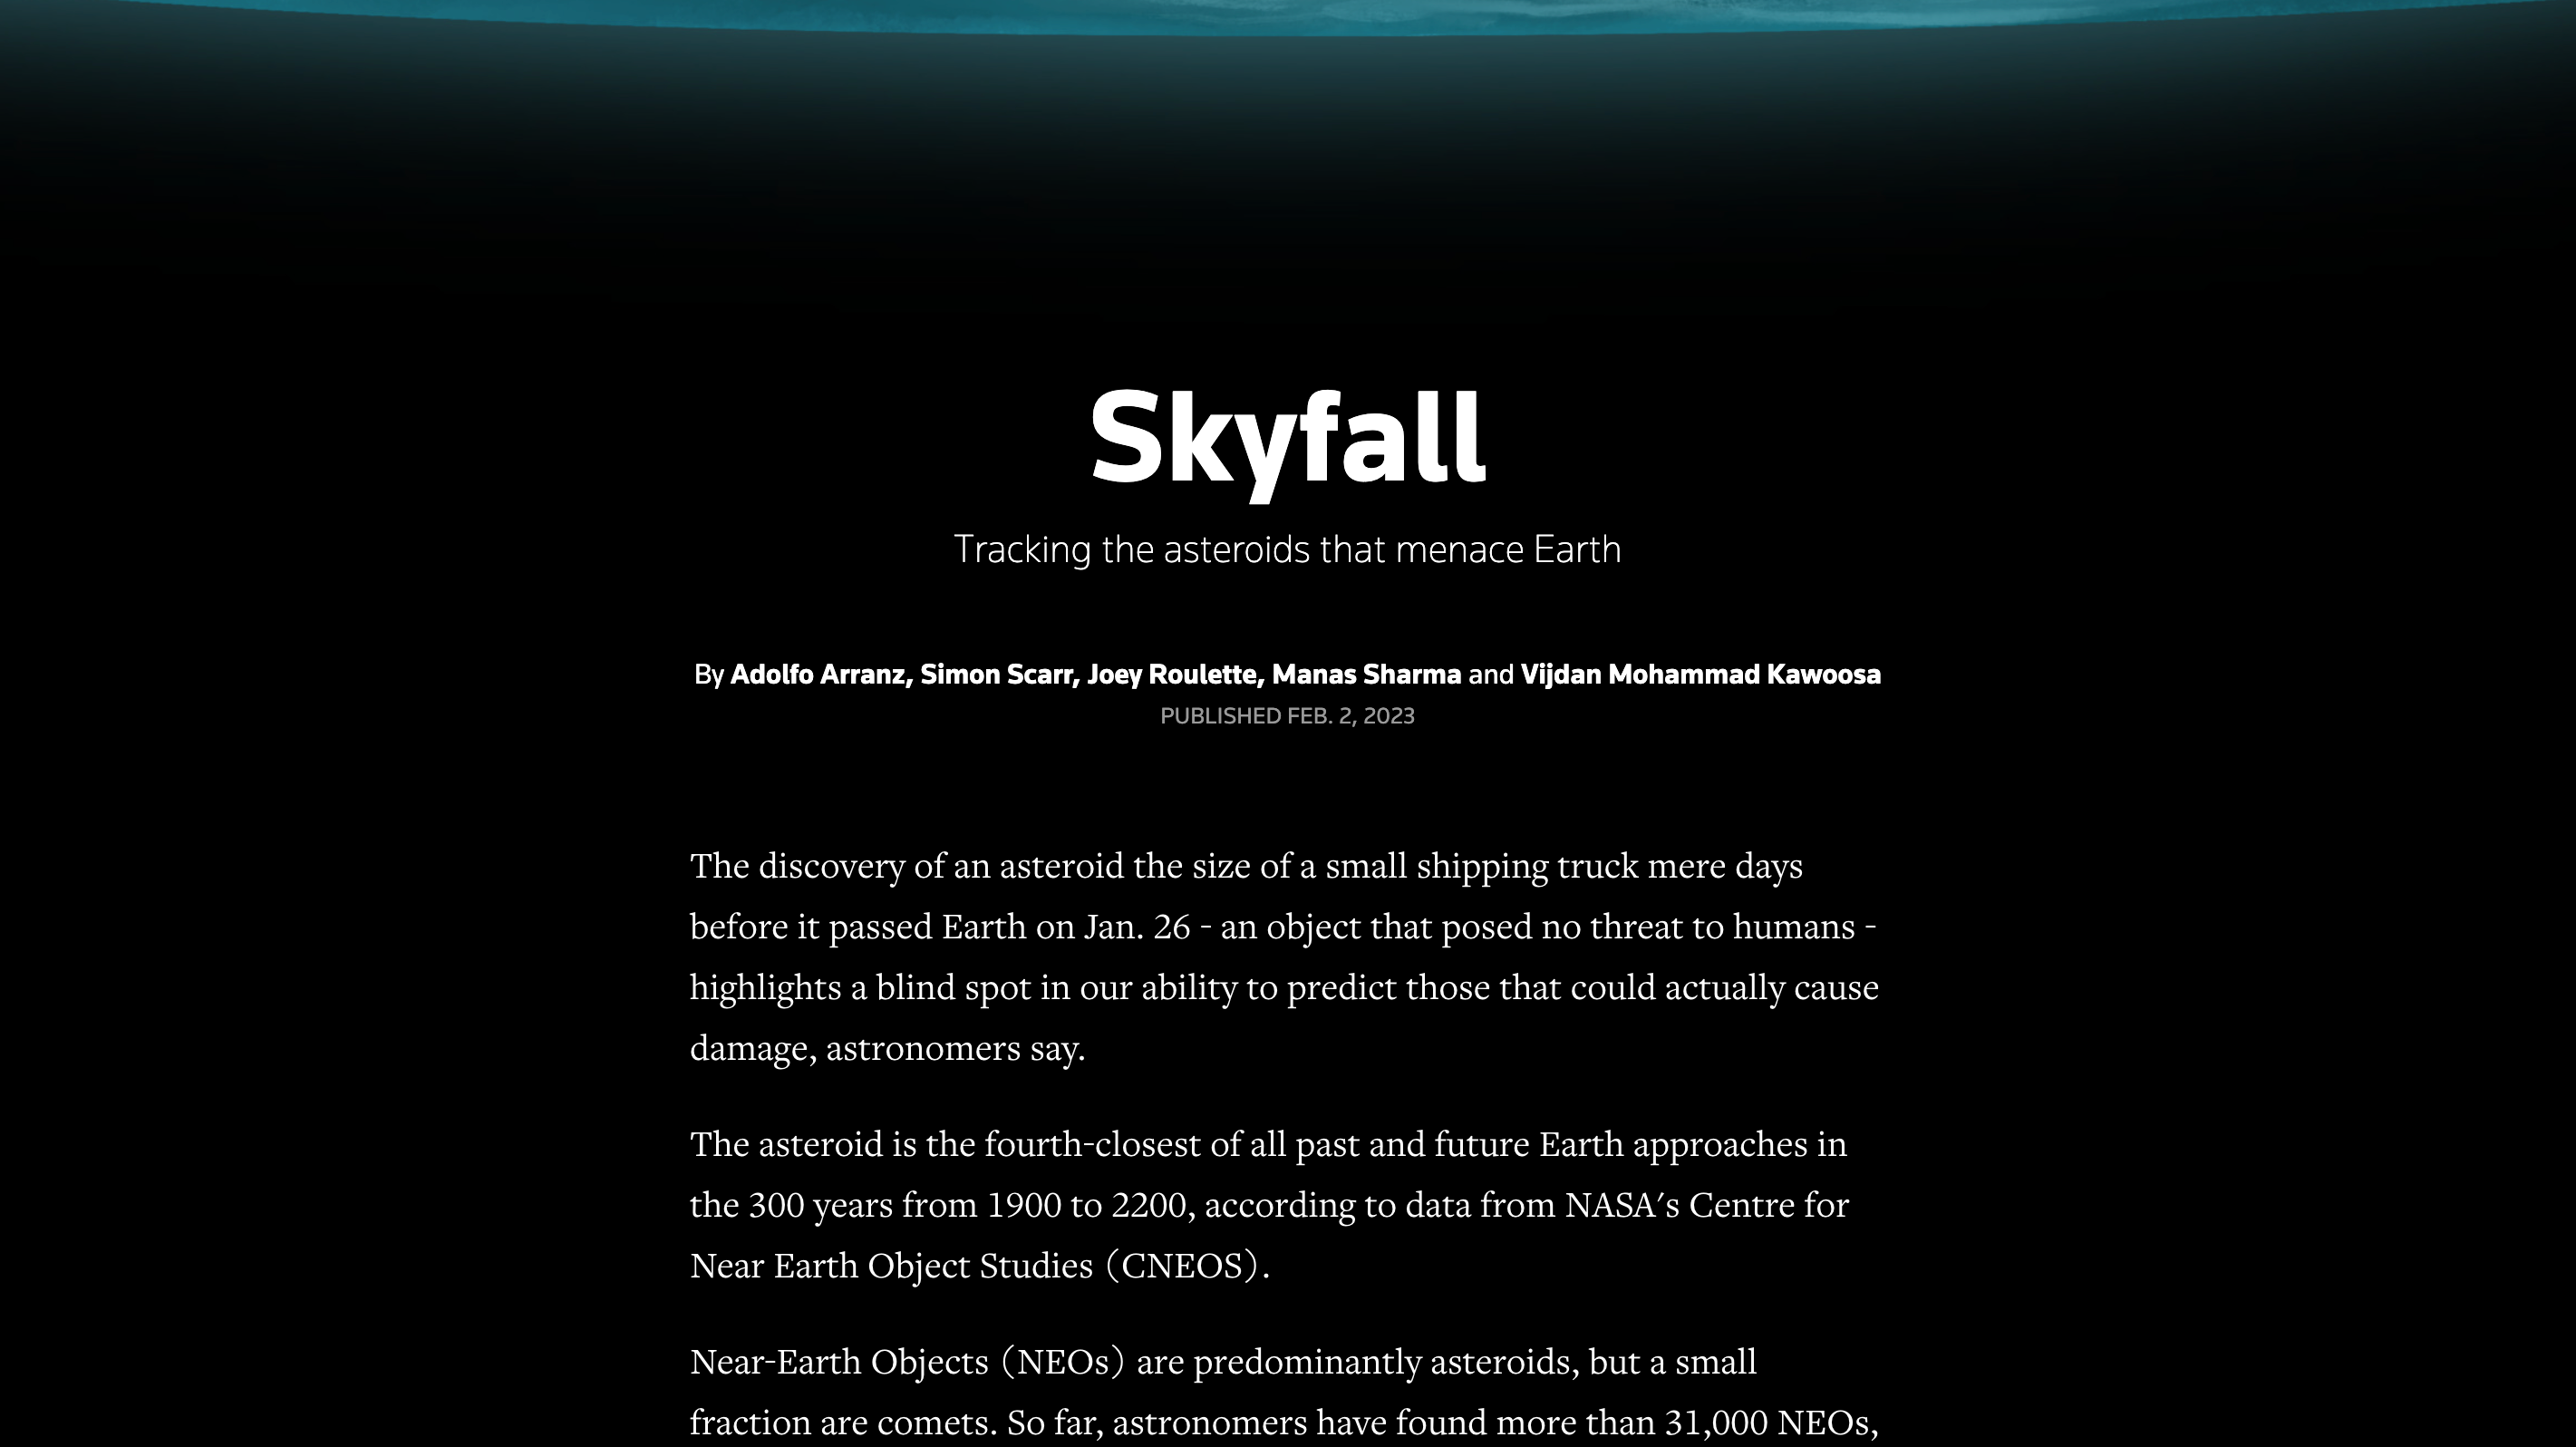 Skyfall
Tracking the asteroids that menace Earth
By Adolfo Arranz, Simon Scarr, Joey Roulette, Manas Sharma and Vijdan Mohammad Kawoosa
PUBLISHED FEB. 2, 2023
The discovery of an asteroid the size of a small shipping truck mere days
before it passed Earth on Jan. 26 - an object that posed no threat to humans -
highlights a blind spot in our ability to predict those that could actually cause
damage, astronomers say.
The asteroid is the fourth-closest of all past and future Earth approaches in
the 300 years from 1900 to 2200, according to data from NASA's Centre for
Near Earth Object Studies (CNEOS).
Near-Earth Objects (NEOs) are predominantly asteroids, but a small
fraction are comets. So far, astronomers have found more than 31,000 NEOs,